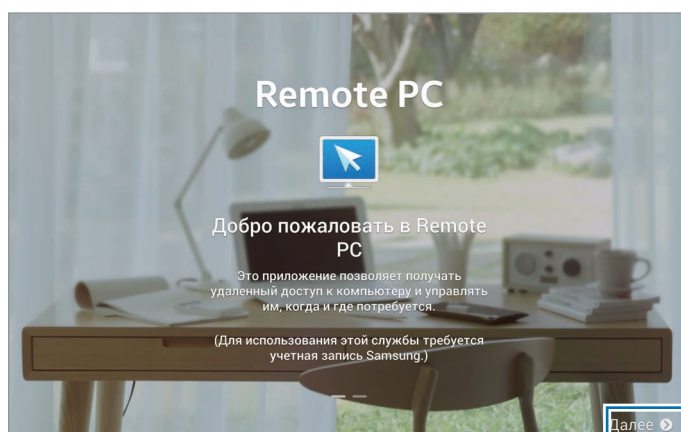 Remote PC
Добро пожаловать в Remote
PC
Это приложение позволяет получать
удаленный доступ к компьютеру и управлять
им, когда и где потребуется.
(Для использования этой службы требуется
учетная запись Samsung.)
Далее